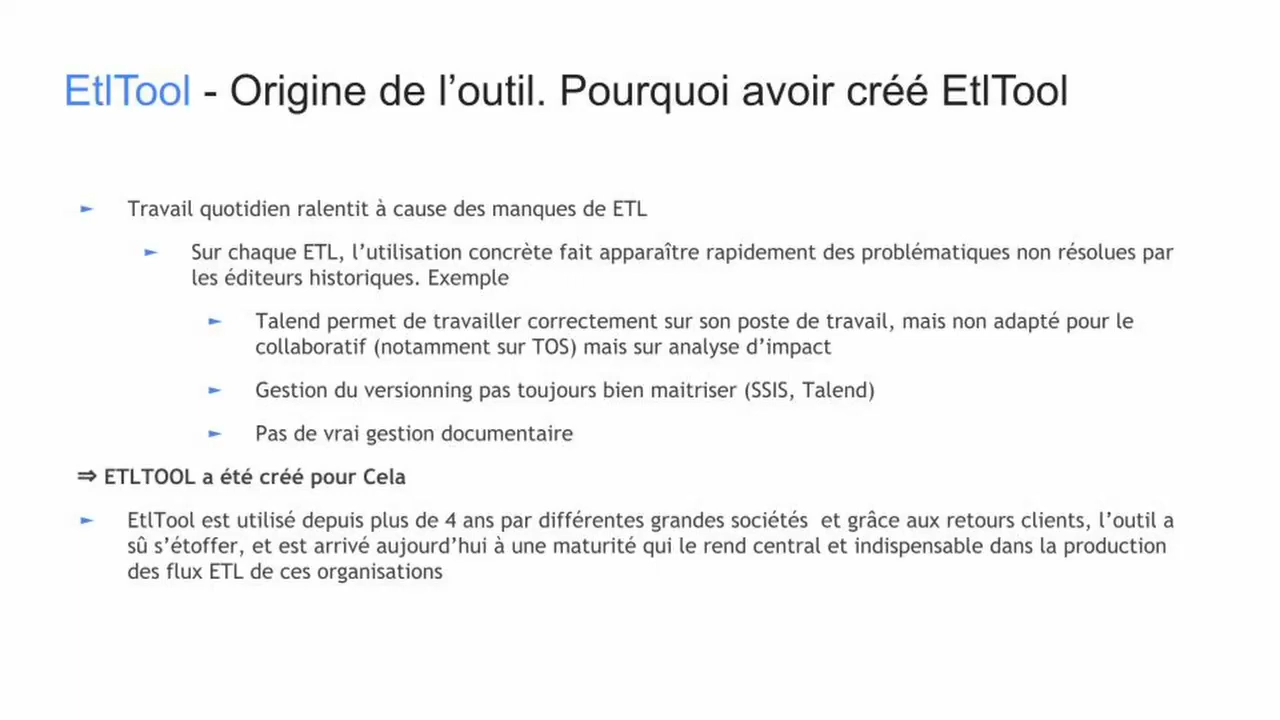 EtlTool - Origine de l’outil. Pourquoi avoir créé EtlTool
► Travail quotidien ralentit à cause des manques de ETL
► Sur chaque ETL, l’utilisation concrète fait apparaître rapidement des problématiques non résolues par
les éditeurs historiques. Exemple
► Talend permet de travailler correctement sur son poste de travail, mais non adapté pour le
collaboratif (notamment sur TOS) mais sur analyse d’impact
► Gestion du versionning pas toujours bien maitriser (SSIS, Talend)
► Pas de vrai gestion documentaire
⇒ ETLTOOL a été créé pour Cela
► EtlTool est utilisé depuis plus de 4 ans par différentes grandes sociétés  et grâce aux retours clients, l’outil a
sû s’étoffer, et est arrivé aujourd’hui à une maturité qui le rend central et indispensable dans la production
des flux ETL de ces organisations